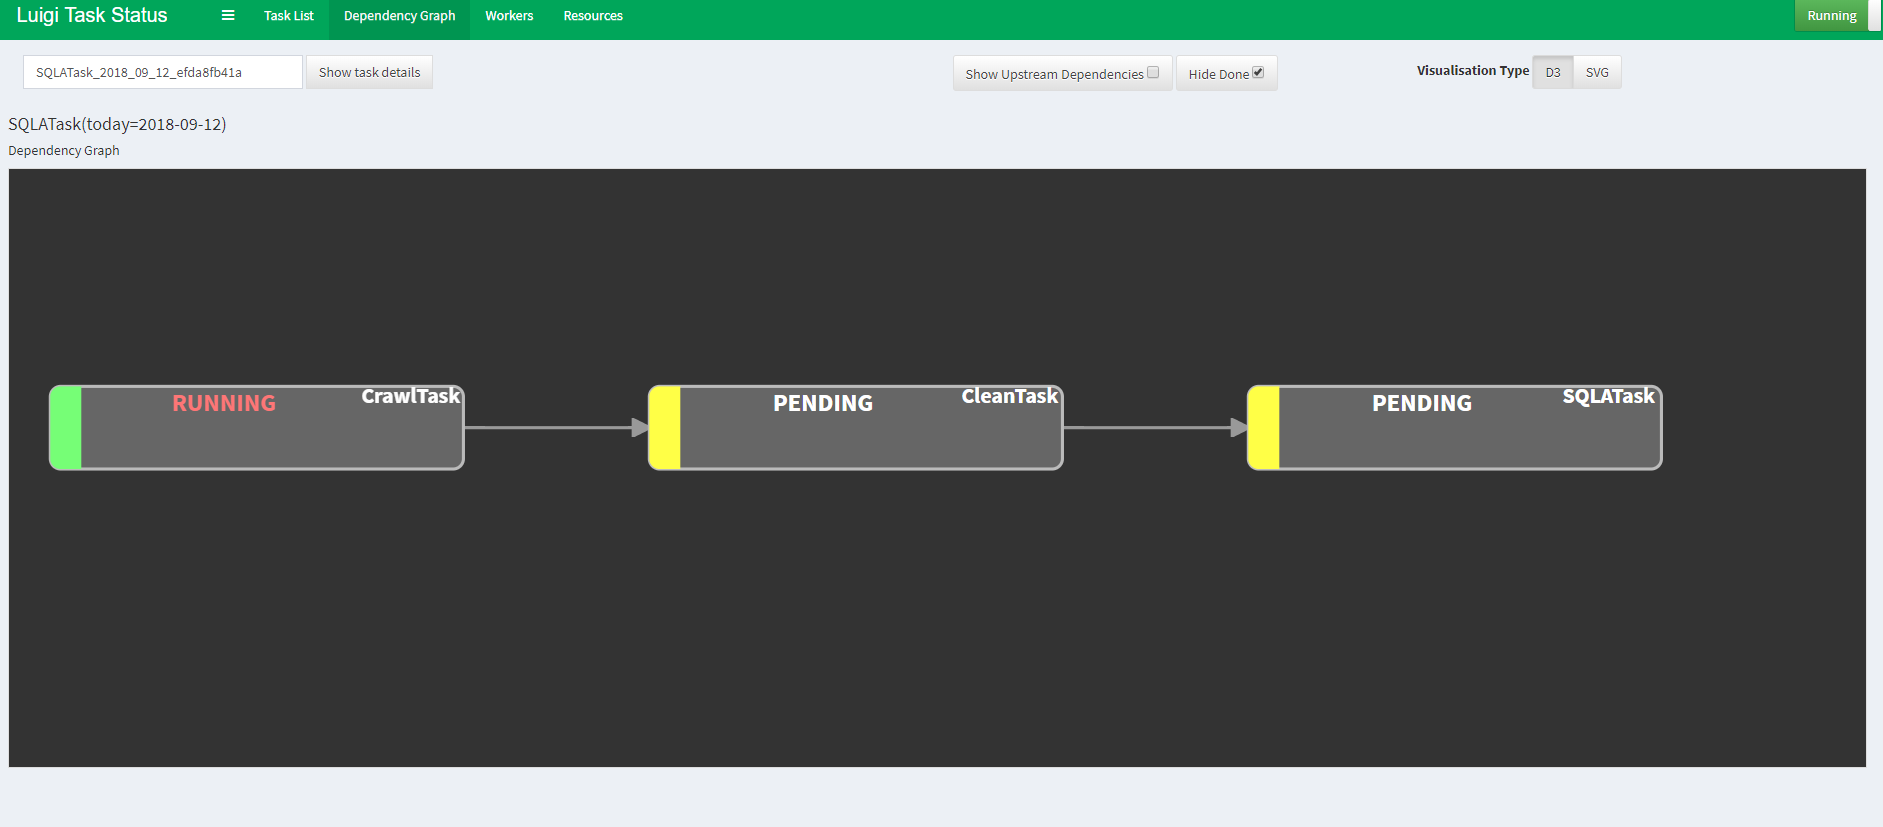 Luigi Task Status Task List Dependency Graph Workers Resources Running
SQLATask_2018_09_12_efda8fb41a Show task details Show Upstream Dependencies Hide Done Visualisation Type D3 SVG
SQLATask(today=2018-09-12)
Dependency Graph
RUNNING CrawlTask PENDING CleanTask PENDING SQLATask